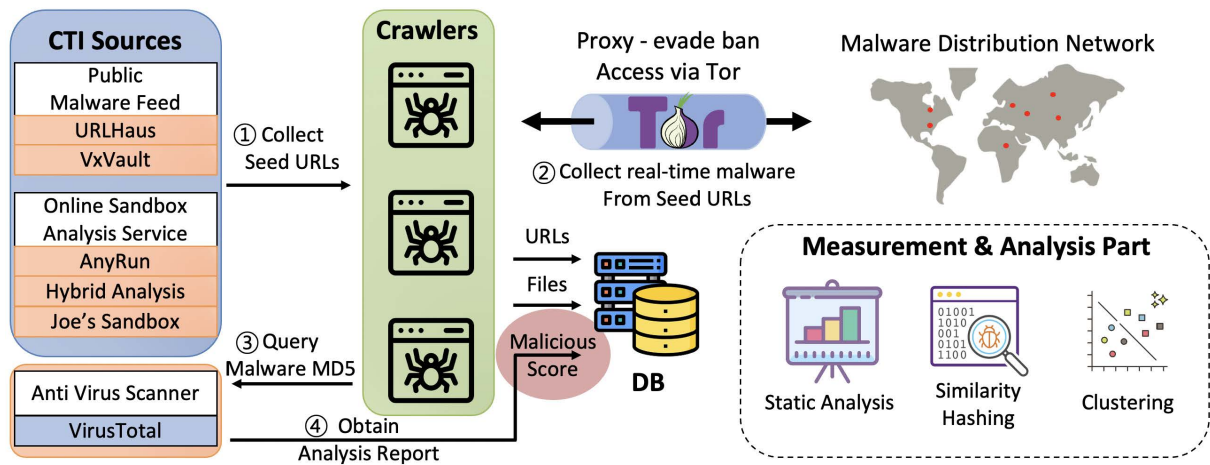 CTI Sources
Public
Malware Feed
URLHaus
VxVault
Online Sandbox
Analysis Service
AnyRun
Hybrid Analysis
Joe's Sandbox
Anti Virus Scanner
VirusTotal
① Collect
Seed URLs
Crawlers
③ Query
Malware MD5
④ Obtain
Analysis Report
Proxy - evade ban
Access via Tor
Tor
② Collect real-time malware
From Seed URLs
URLs
Files
Malicious
Score
DB
Malware Distribution Network
Measurement & Analysis Part
Static Analysis
01001
1010
001
0101
1100
Similarity
Hashing
Clustering